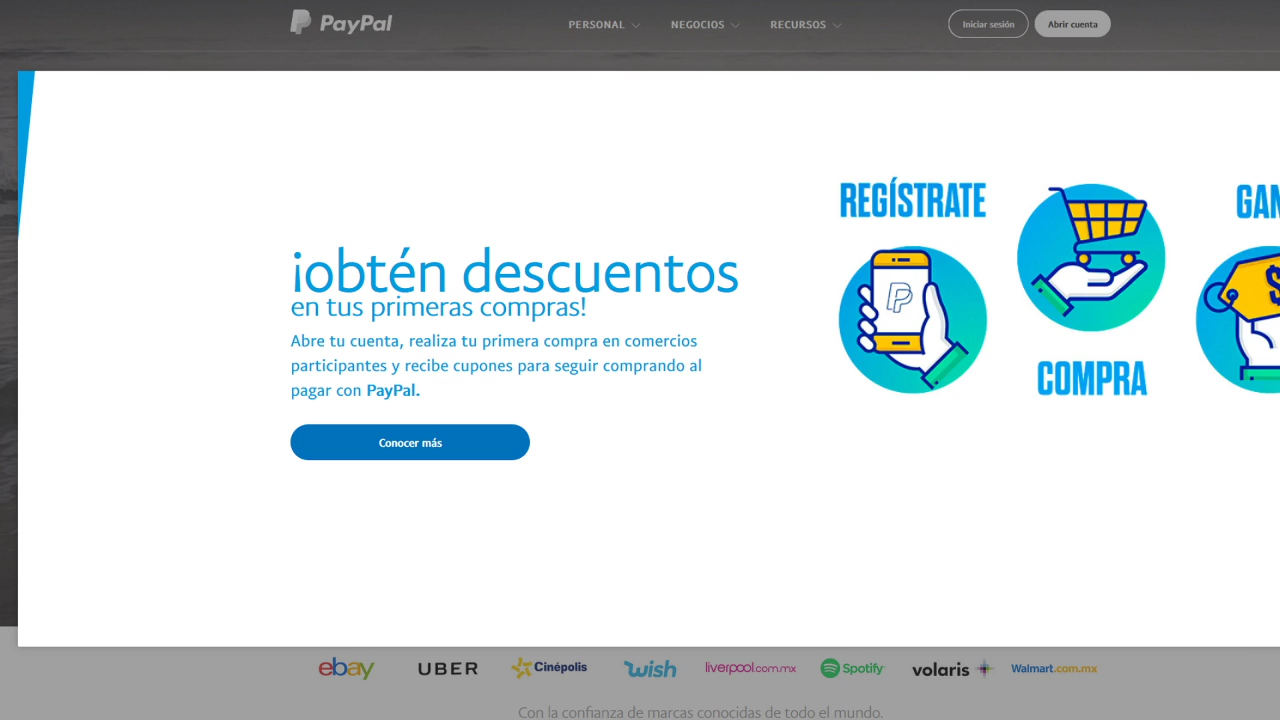 PayPal
PERSONAL
NEGOCIOS
RECURSOS
Iniciar sesión
Abrir cuenta
REGÍSTRATE
COMPRA
¡obtén descuentos
en tus primeras compras!
Abre tu cuenta, realiza tu primera compra en comercios
participantes y recibe cupones para seguir comprando al
pagar con PayPal.
Conocer más
ebay
UBER
Cinépolis
wish
liverpool.com.mx
Spotify
volaris
Walmart.com.mx
Con la confianza de marcas conocidas de todo el mundo.